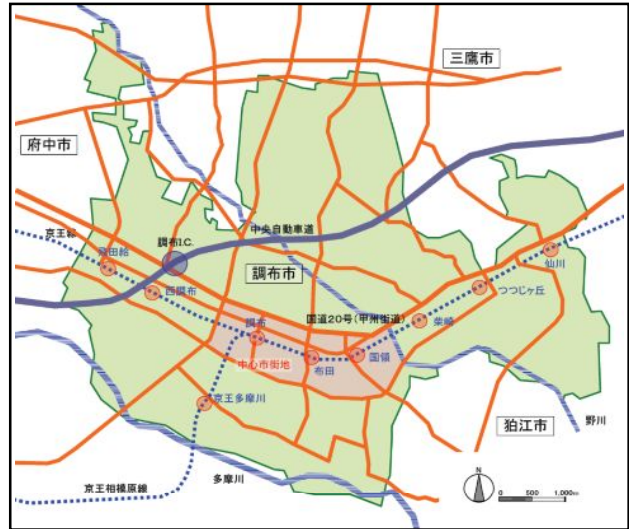 三鷹市
府中市
中央自動車道
京王線
調布I.C.
飛田給
調布市
仙川
西調布
つつじヶ丘
国道20号(甲州街道)
柴崎
調布
中心市街地
布田
国領
京王多摩川
狛江市
野川
多摩川
京王相模原線
N
0 500 1,000m